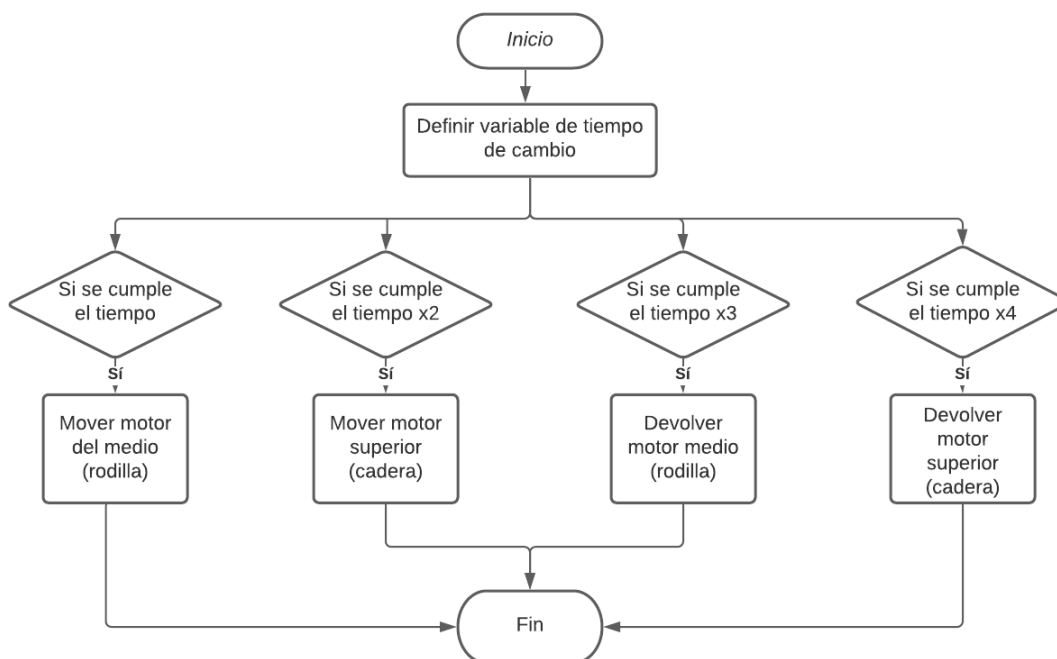 Inicio
Definir variable de tiempo
de cambio
Si se cumple
el tiempo
Si se cumple
el tiempo x2
Si se cumple
el tiempo x3
Si se cumple
el tiempo x4
Sí
Sí
Sí
Sí
Mover motor
del medio
(rodilla)
Mover motor
superior
(cadera)
Devolver
motor medio
(rodilla)
Devolver
motor
superior
(cadera)
Fin